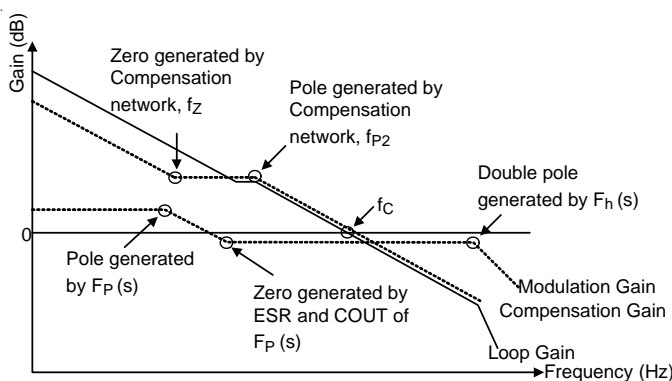 Gain (dB)
Zero generated by
Compensation
network, fZ
Pole generated by
Compensation
network, fP2
Double pole
generated by Fh (s)
fC
0
Pole generated
by FP (s)
Zero generated by
ESR and COUT of
FP (s)
Modulation Gain
Compensation Gain
Loop Gain
Frequency (Hz)